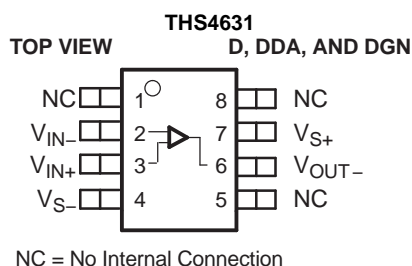 THS4631
TOP VIEW D, DDA, AND DGN
NC 1 8 NC
VIN− 2 7 VS+
VIN+ 3 6 VOUT−
VS− 4 5 NC
NC = No Internal Connection